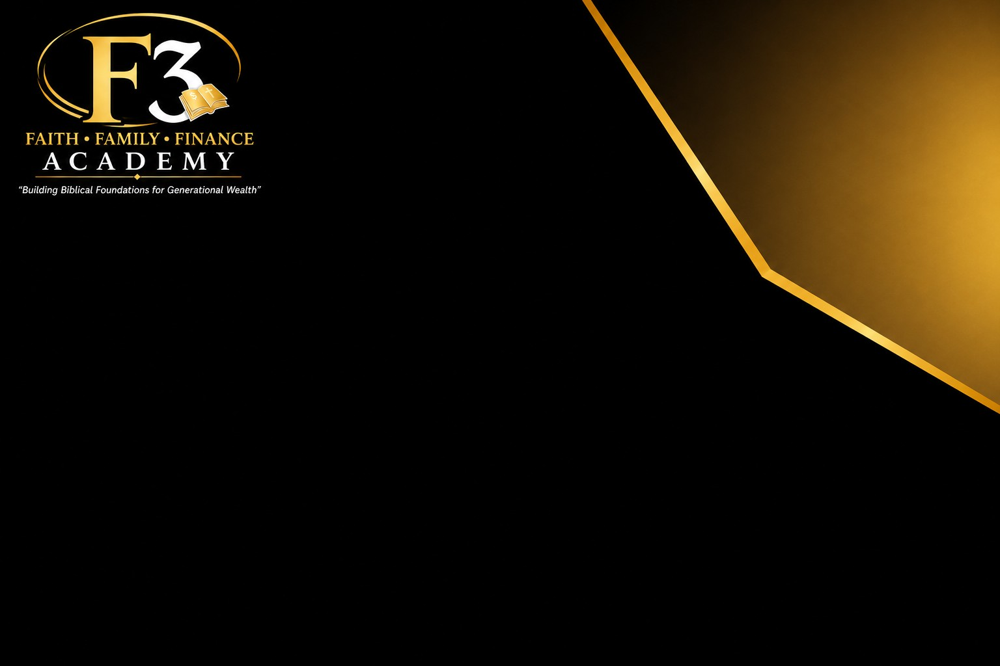 F3
FAITH • FAMILY • FINANCE
ACADEMY
“Building Biblical Foundations for Generational Wealth”
$